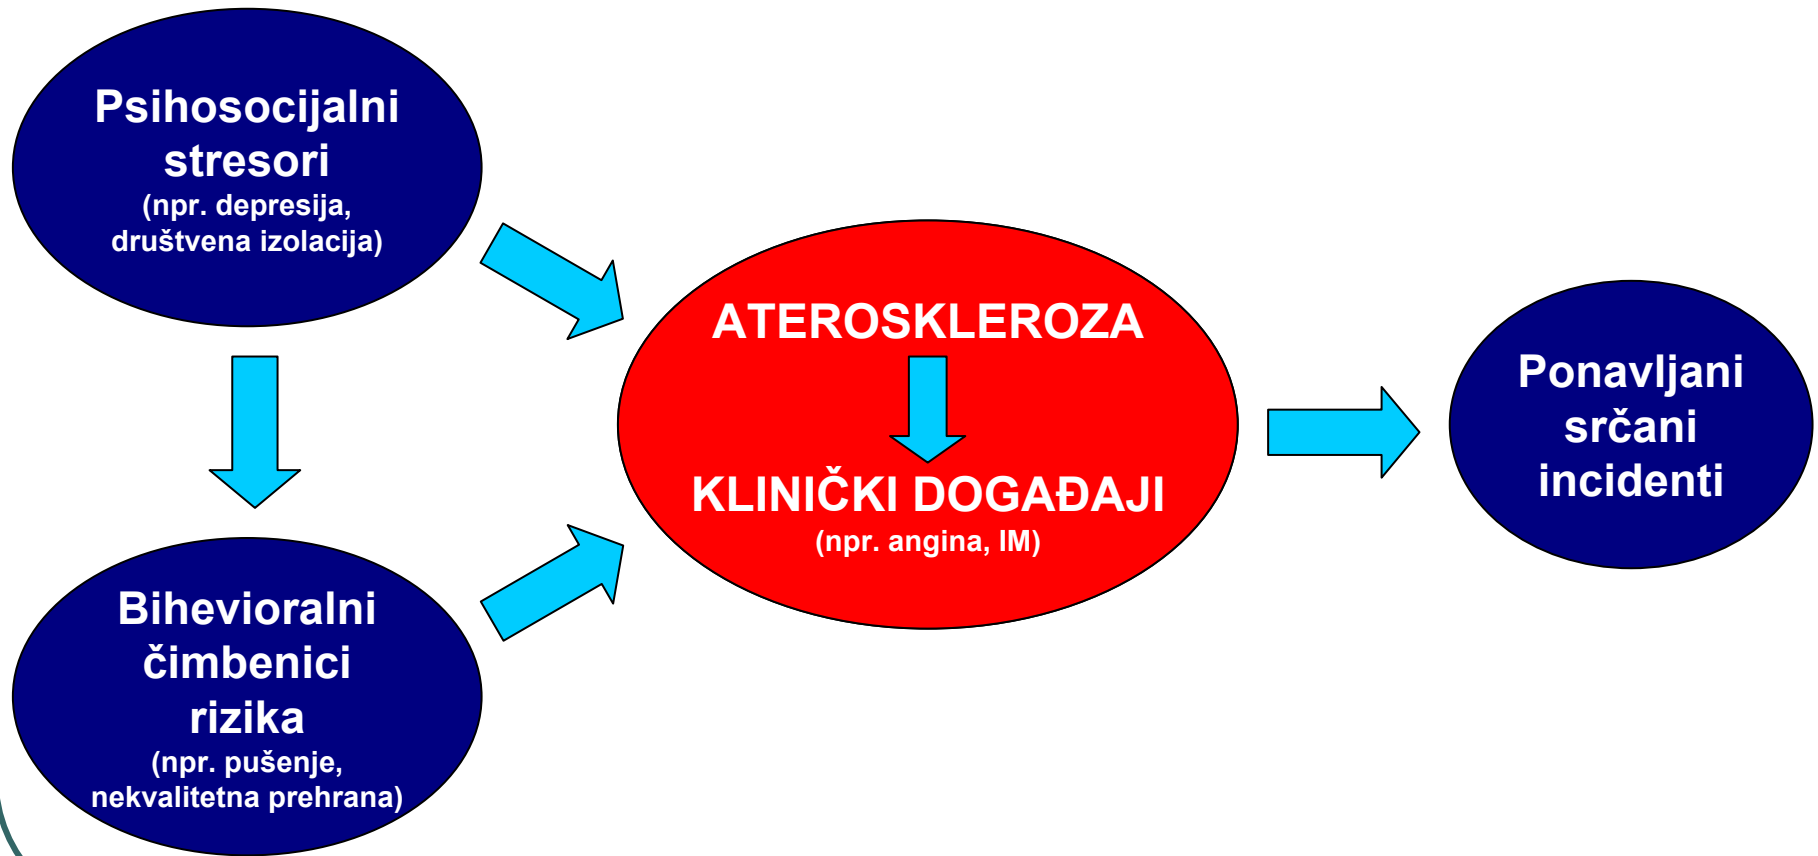 Psihosocijalni
stresori
(npr. depresija,
društvena izolacija)
ATEROSKLEROZA
KLINIČKI DOGAĐAJI
(npr. angina, IM)
Ponavljani
srčani
incidenti
Bihevioralni
čimbenici
rizika
(npr. pušenje,
nekvalitetna prehrana)